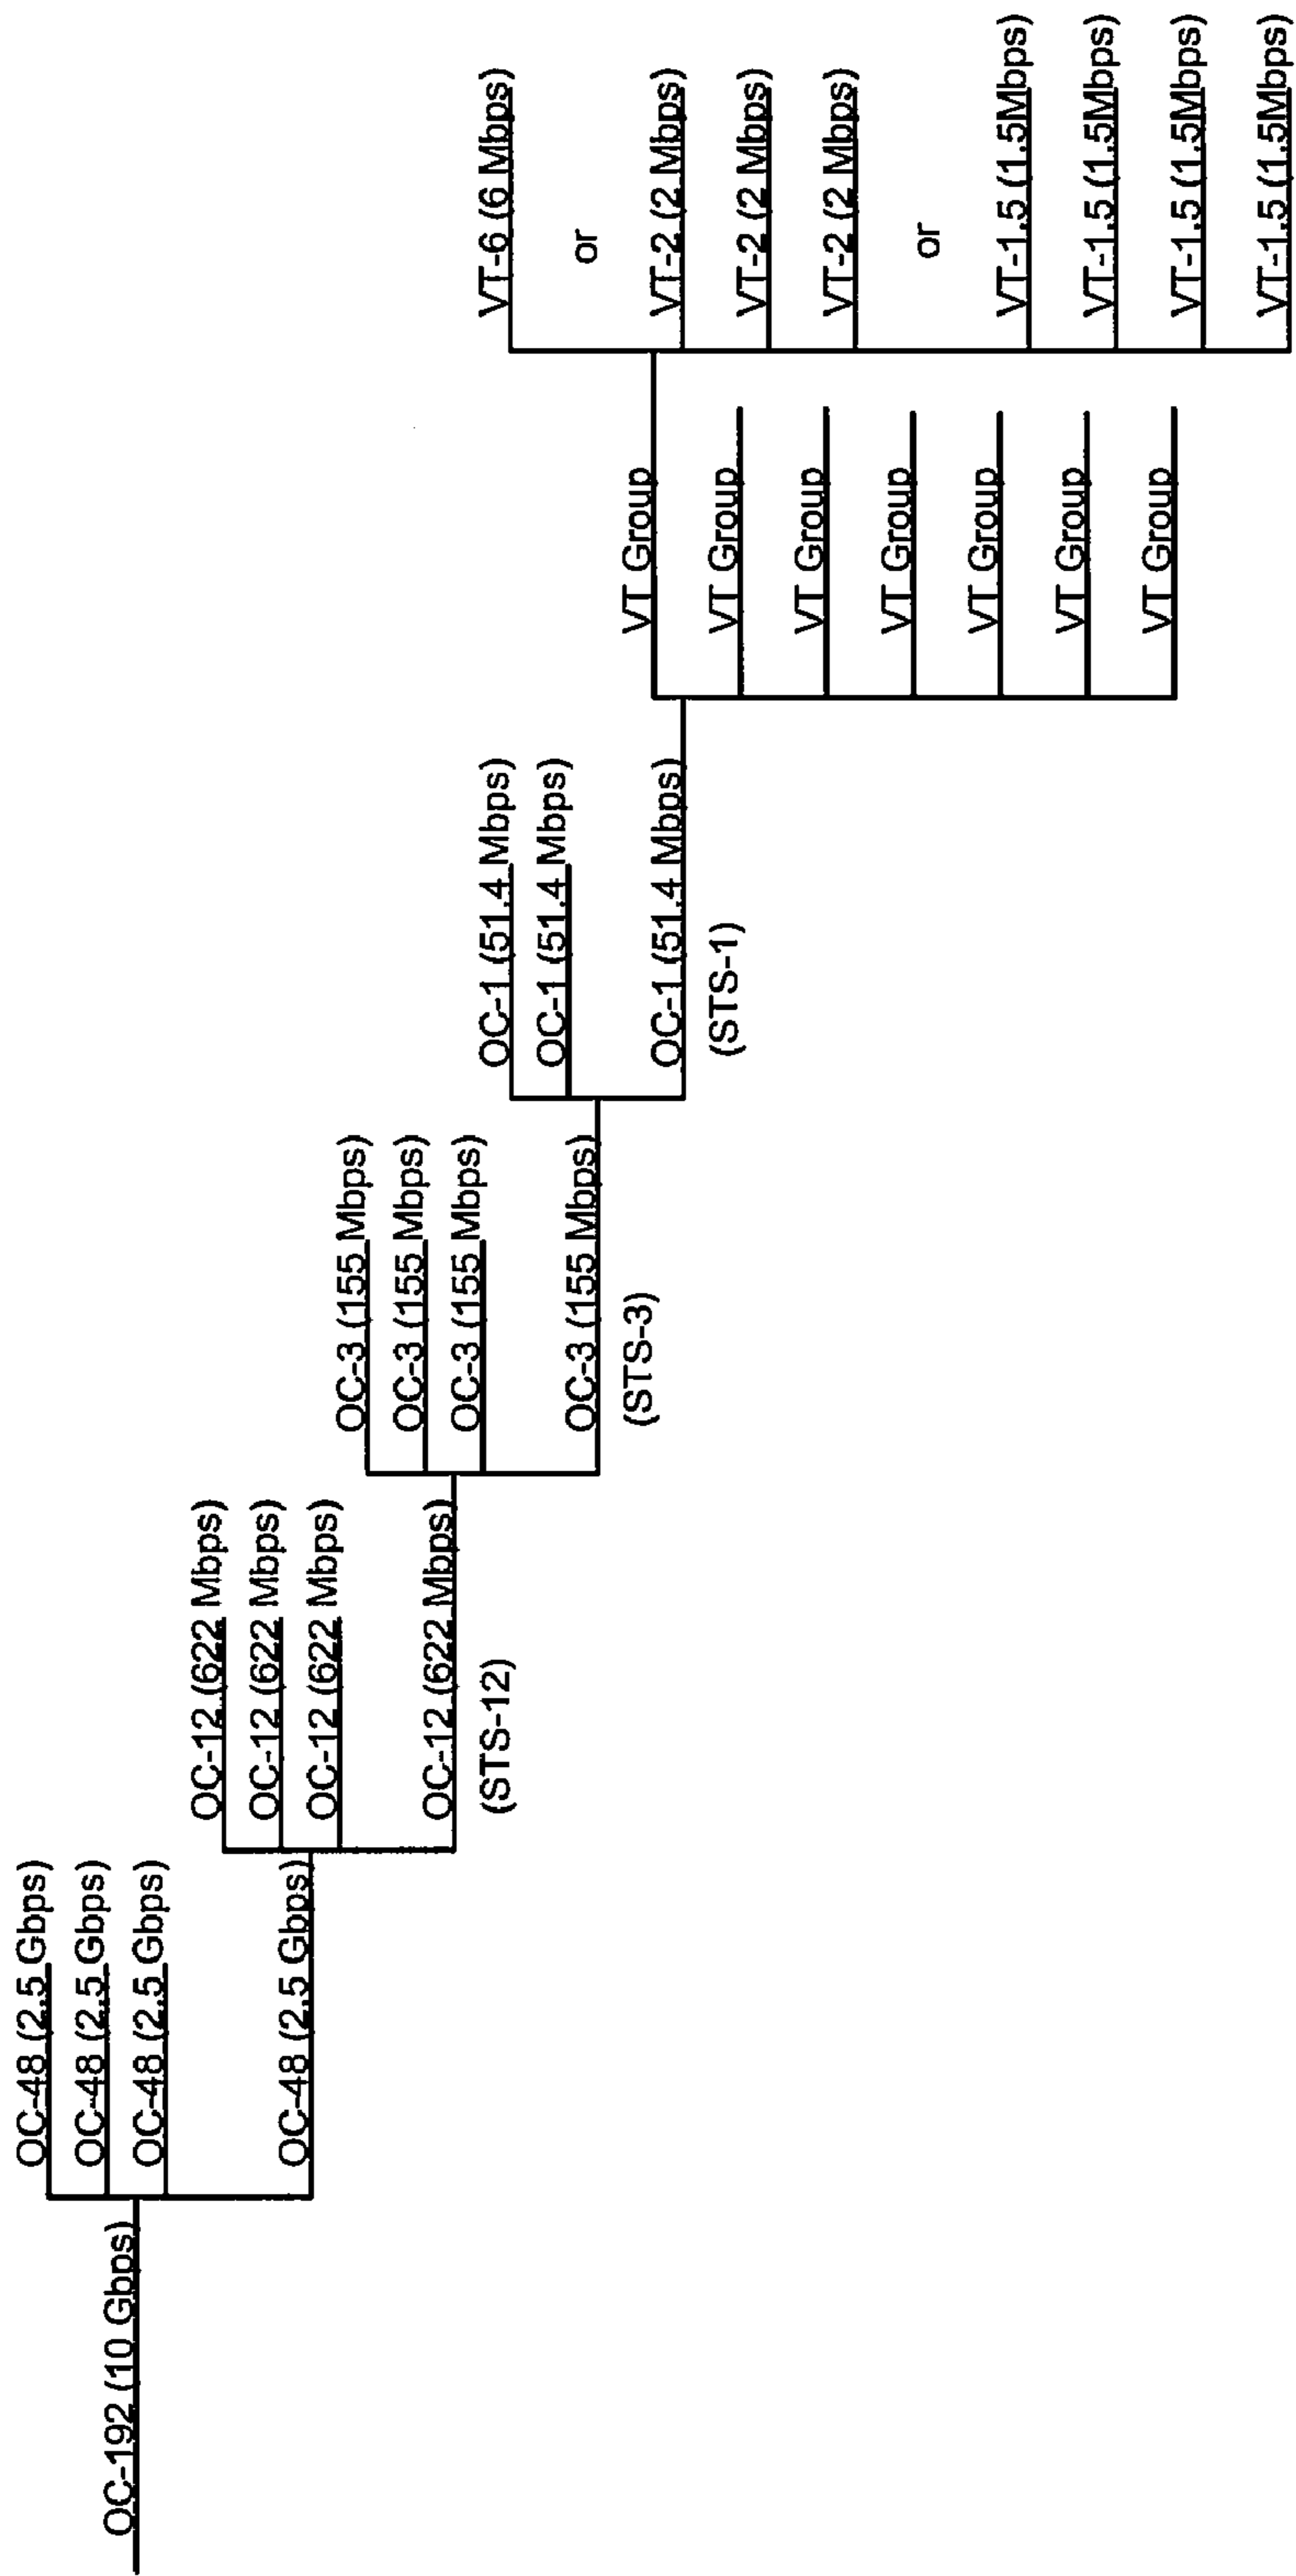 OC-192 (10 Gbps)
OC-48 (2.5 Gbps)
OC-48 (2.5 Gbps)
OC-48 (2.5 Gbps)
OC-48 (2.5 Gbps)
OC-12 (622 Mbps)
OC-12 (622 Mbps)
OC-12 (622 Mbps)
OC-12 (622 Mbps)
(STS-12)
OC-3 (155 Mbps)
OC-3 (155 Mbps)
OC-3 (155 Mbps)
OC-3 (155 Mbps)
(STS-3)
OC-1 (51.4 Mbps)
OC-1 (51.4 Mbps)
OC-1 (51.4 Mbps)
(STS-1)
VT Group
VT Group
VT Group
VT Group
VT Group
VT Group
VT Group
VT-6 (6 Mbps)
or
VT-2 (2 Mbps)
VT-2 (2 Mbps)
VT-2 (2 Mbps)
or
VT-1.5 (1.5Mbps)
VT-1.5 (1.5Mbps)
VT-1.5 (1.5Mbps)
VT-1.5 (1.5Mbps)